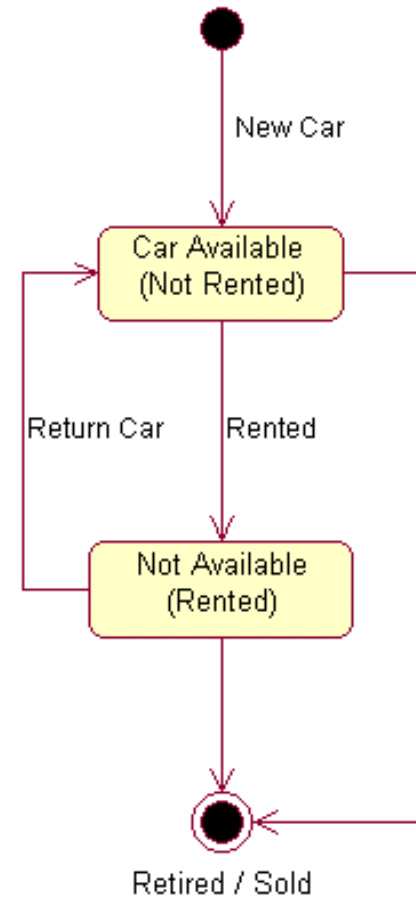 New Car
Car Available
(Not Rented)
Return Car
Rented
Not Available
(Rented)
Retired / Sold